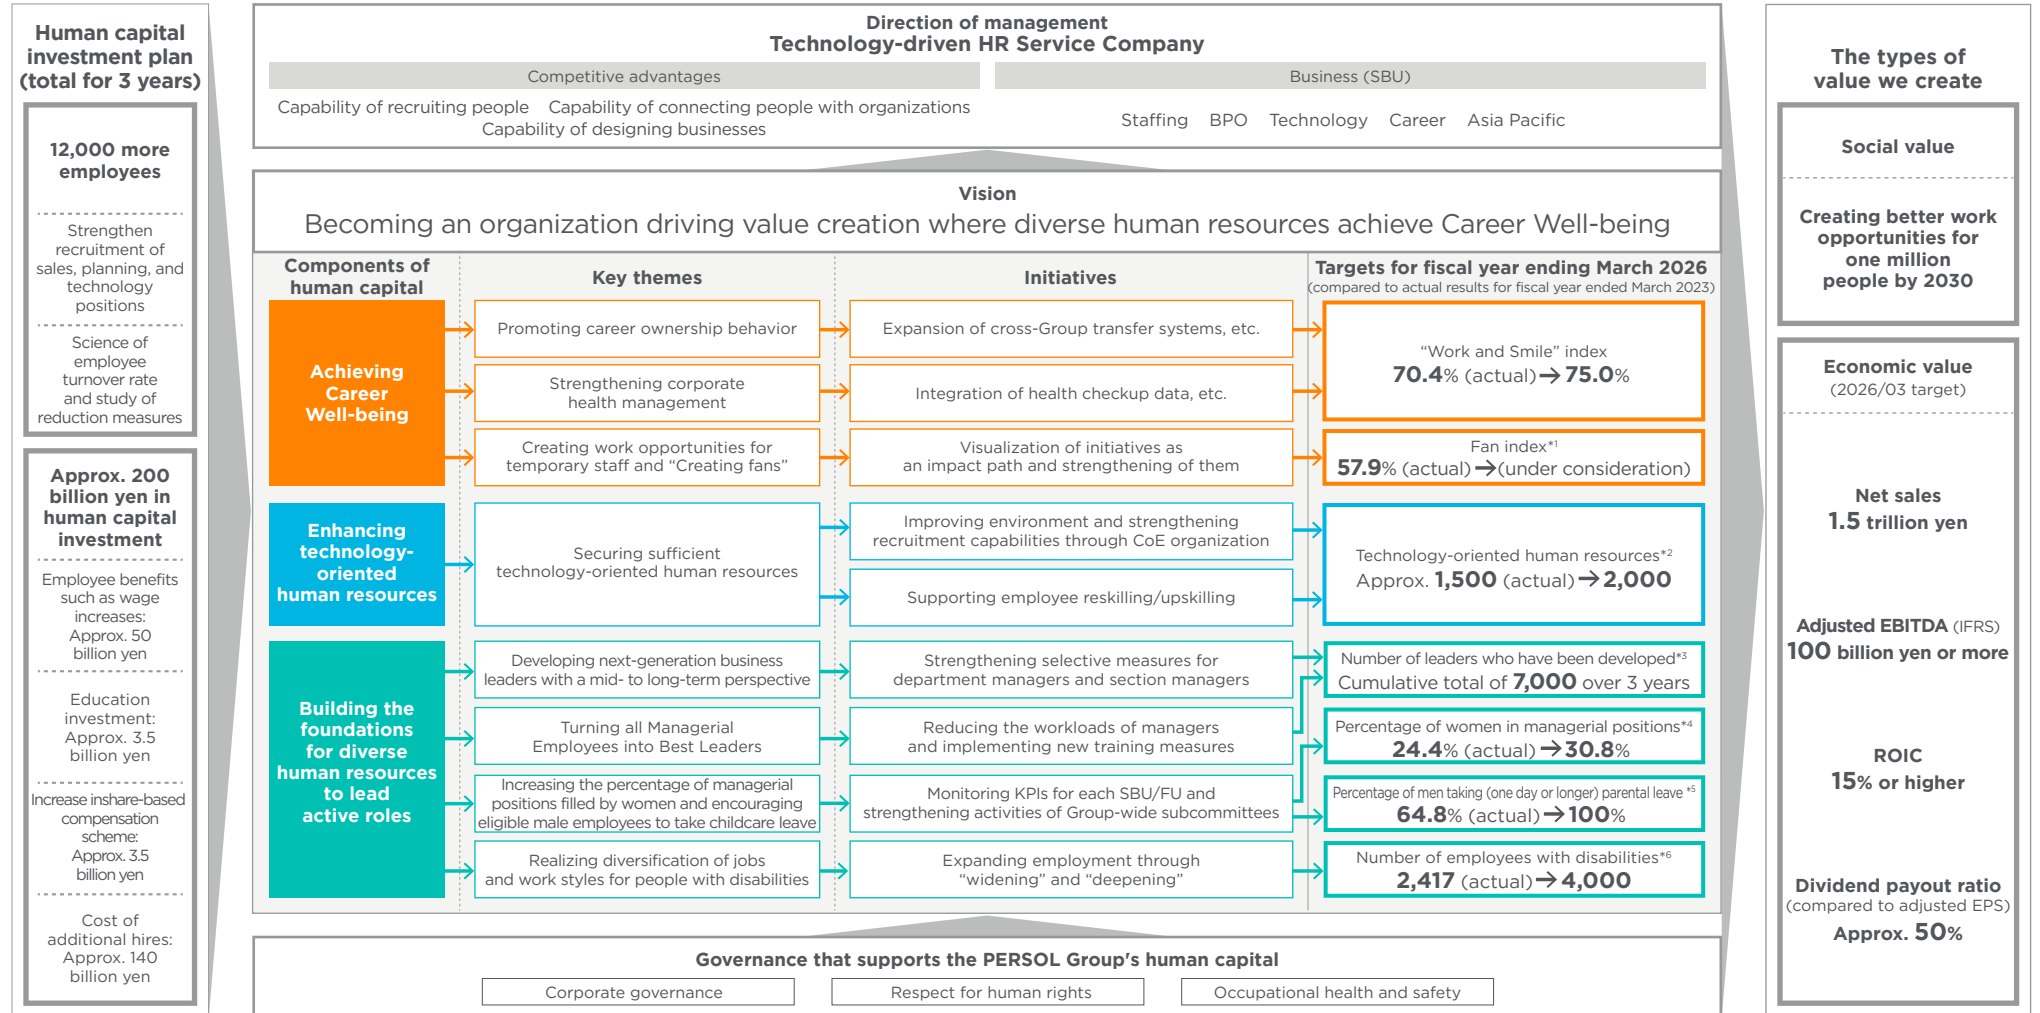 Human capital
investment plan
(total for 3 years)
12,000 more
employees
Strengthen
recruitment of
sales, planning, and
technology
positions
Science of
employee
turnover rate
and study of
reduction measures
Approx. 200
billion yen in
human capital
investment
Employee benefits
such as wage
increases:
Approx. 50
billion yen
Education
investment:
Approx. 3.5
billion yen
Increase inshare-based
compensation
scheme:
Approx. 3.5
billion yen
Cost of
additional hires:
Approx. 140
billion yen
Direction of management
Technology-driven HR Service Company
Competitive advantages
Capability of recruiting people Capability of connecting people with organizations
Capability of designing businesses
Business (SBU)
Staffing BPO Technology Career Asia Pacific
Vision
Becoming an organization driving value creation where diverse human resources achieve Career Well-being
Components of
human capital
Key themes
Initiatives
Targets for fiscal year ending March 2026
(compared to actual results for fiscal year ended March 2023)
Achieving
Career
Well-being
Promoting career ownership behavior
Expansion of cross-Group transfer systems, etc.
Strengthening corporate
health management
Integration of health checkup data, etc.
“Work and Smile” index
70.4% (actual) → 75.0%
Creating work opportunities for
temporary staff and “Creating fans”
Visualization of initiatives as
an impact path and strengthening of them
Fan index*1
57.9% (actual) → (under consideration)
Enhancing
technology-
oriented
human resources
Securing sufficient
technology-oriented human resources
Improving environment and strengthening
recruitment capabilities through CoE organization
Supporting employee reskilling/upskilling
Technology-oriented human resources*2
Approx. 1,500 (actual) → 2,000
Building the
foundations
for diverse
human resources
to lead
active roles
Developing next-generation business
leaders with a mid- to long-term perspective
Strengthening selective measures for
department managers and section managers
Number of leaders who have been developed*3
Cumulative total of 7,000 over 3 years
Turning all Managerial
Employees into Best Leaders
Reducing the workloads of managers
and implementing new training measures
Percentage of women in managerial positions*4
24.4% (actual) → 30.8%
Increasing the percentage of managerial
positions filled by women and encouraging
eligible male employees to take childcare leave
Monitoring KPIs for each SBU/FU and
strengthening activities of Group-wide subcommittees
Percentage of men taking (one day or longer) parental leave *5
64.8% (actual) → 100%
Realizing diversification of jobs
and work styles for people with disabilities
Expanding employment through
“widening” and “deepening”
Number of employees with disabilities*6
2,417 (actual) → 4,000
Governance that supports the PERSOL Group's human capital
Corporate governance
Respect for human rights
Occupational health and safety
The types of
value we create
Social value
Creating better work
opportunities for
one million
people by 2030
Economic value
(2026/03 target)
Net sales
1.5 trillion yen
Adjusted EBITDA (IFRS)
100 billion yen or more
ROIC
15% or higher
Dividend payout ratio
(compared to adjusted EPS)
Approx. 50%